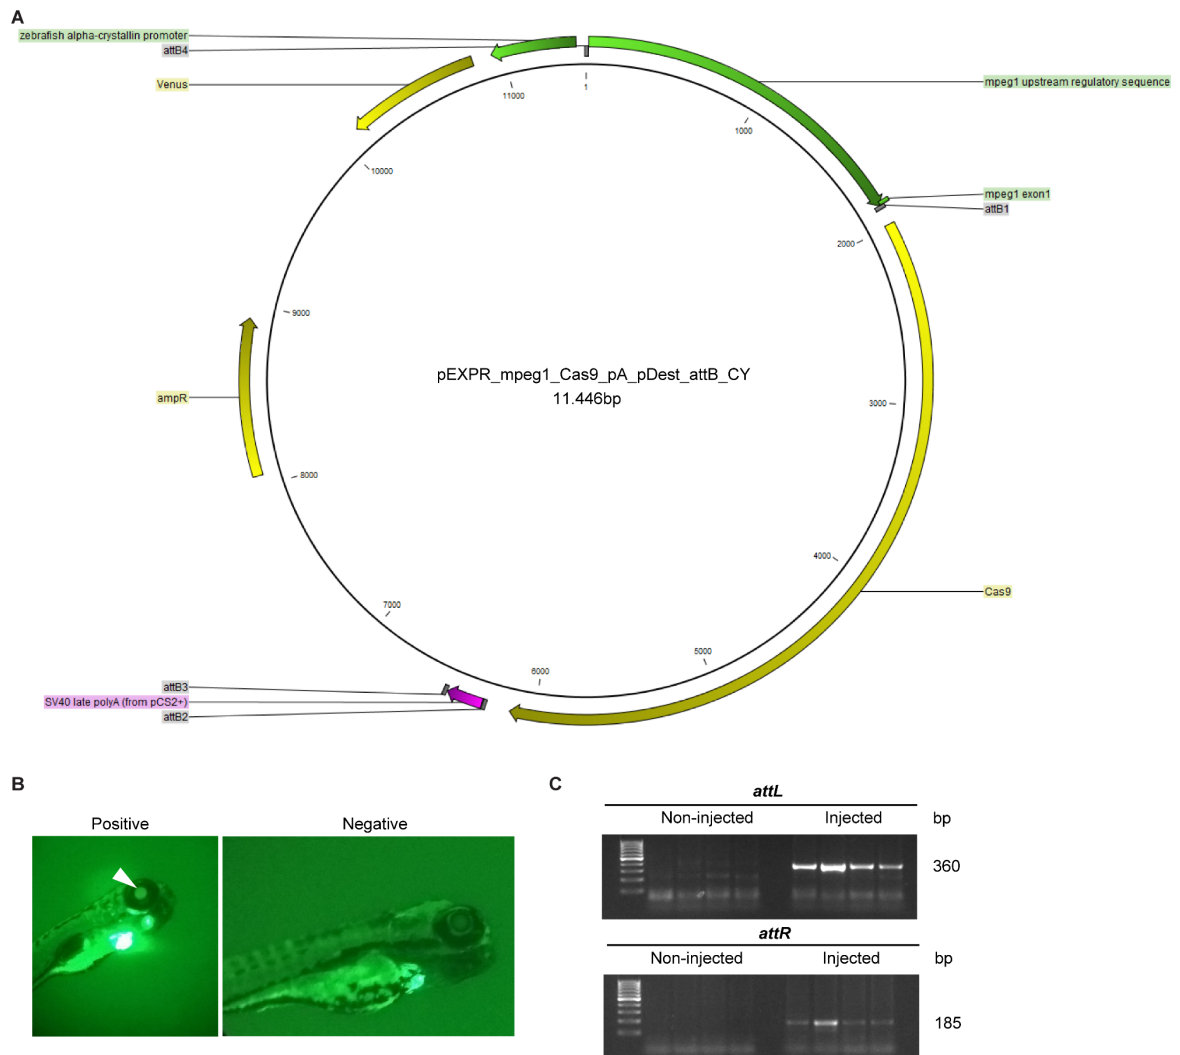 A
zebrafish alpha-crystallin promoter
attB4
Venus
mpeg1 upstream regulatory sequence
11000
1
1000
10000
mpeg1 exon1
attB1
2000
9000
pEXPR_mpeg1_Cas9_pA_pDest_attB_CY
11.446bp
ampR
3000
8000
4000
Cas9
7000
5000
6000
attB3
SV40 late polyA (from pCS2+)
attB2
B
Positive
Negative
C
attL
Non-injected
Injected
bp
360
attR
Non-injected
Injected
bp
185